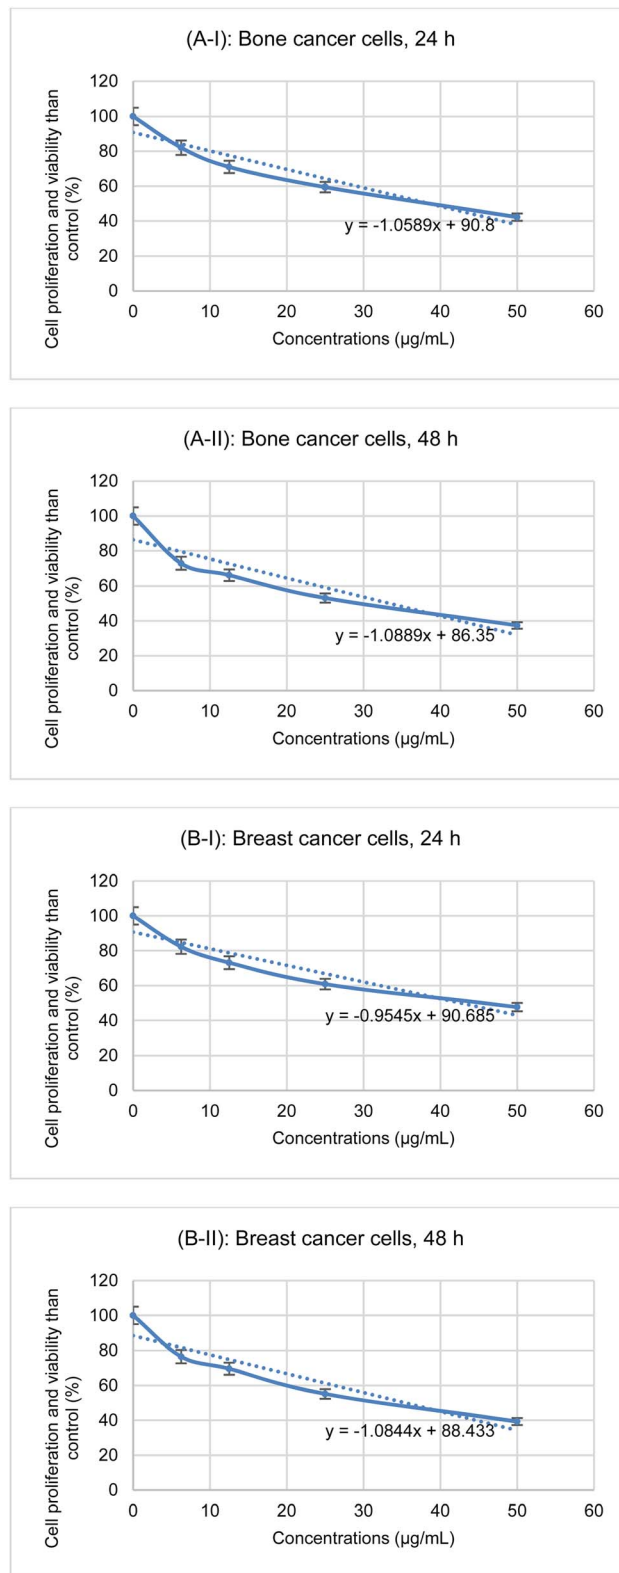 (A-I): Bone cancer cells, 24 h
Cell proliferation and viability than
control (%)
120
100
80
60
40
20
0
y = -1.0589x + 90.8
0 10 20 30 40 50 60
Concentrations (µg/mL)
(A-II): Bone cancer cells, 48 h
Cell proliferation and viability than
control (%)
120
100
80
60
40
20
0
y = -1.0889x + 86.35
0 10 20 30 40 50 60
Concentrations (µg/mL)
(B-I): Breast cancer cells, 24 h
Cell proliferation and viability than
control (%)
120
100
80
60
40
20
0
y = -0.9545x + 90.685
0 10 20 30 40 50 60
Concentrations (µg/mL)
(B-II): Breast cancer cells, 48 h
Cell proliferation and viability than
control (%)
120
100
80
60
40
20
0
y = -1.0844x + 88.433
0 10 20 30 40 50 60
Concentrations (µg/mL)